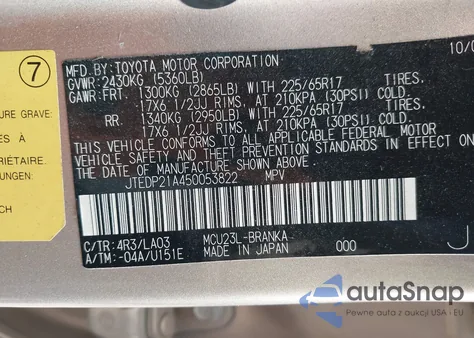 7
URE GRAVE:
IS À
RIÉTAIRE.
US :
CH
MFD. BY: TOYOTA MOTOR CORPORATION 10/0
GVWR: 2430KG (5360LB)
GAWR: FRT 1300KG (2865LB) WITH 225/65R17 TIRES,
17X6 1/2JJ RIMS, AT 210KPA (30PSI) COLD.
RR 1340KG (2950LB) WITH 225/65R17 TIRES,
17X6 1/2JJ RIMS, AT 210KPA (30PSI) COLD.
THIS VEHICLE CONFORMS TO ALL APPLICABLE FEDERAL MOTOR
VEHICLE SAFETY AND THEFT PREVENTION STANDARDS IN EFFECT ON
THE DATE OF MANUFACTURE SHOWN ABOVE.
JTEDP21A450053822 MPV
C/TR: 4R3/LA03 MCU23L-BRANKA
A/TM: -04A/U151E MADE IN JAPAN 000 J
autaSnap
Pewne auta z aukcji USA i EU